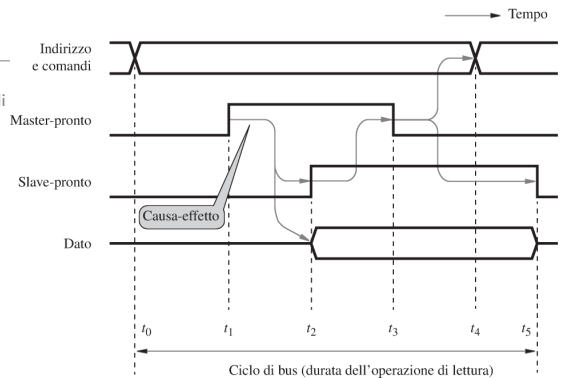 Tempo
Indirizzo
e comandi
li
Master-pronto
Slave-pronto
Causa-effetto
Dato
t0 t1 t2 t3 t4 t5
Ciclo di bus (durata dell'operazione di lettura)